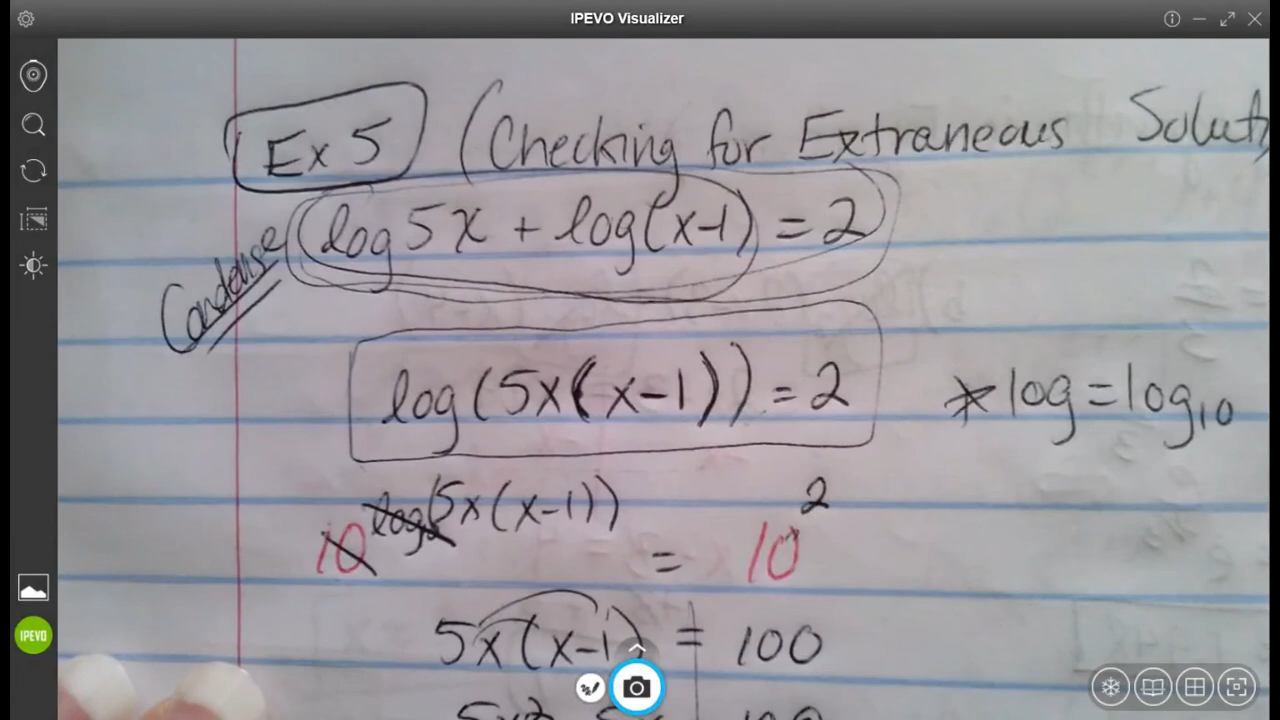 IPEVO Visualizer
Ex 5 (Checking for Extraneous Solut
Condense log 5x + log(x-1) = 2
log(5x(x-1)) = 2 * log = log₁₀
10^log(5x(x-1)) = 10^2
5x(x-1) = 100
IPEVO